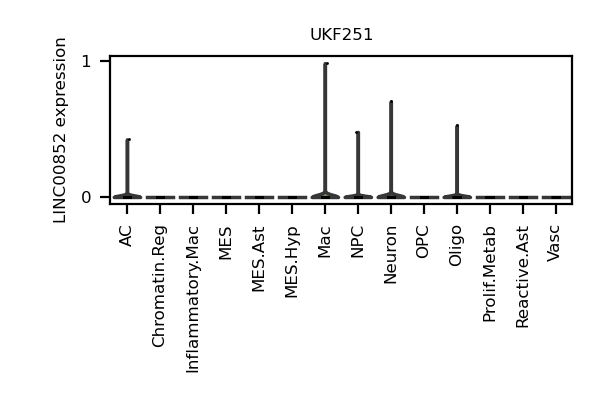 UKF251
LINC00852 expression
1
0
AC
Chromatin.Reg
Inflammatory.Mac
MES
MES.Ast
MES.Hyp
Mac
NPC
Neuron
OPC
Oligo
Prolif.Metab
Reactive.Ast
Vasc